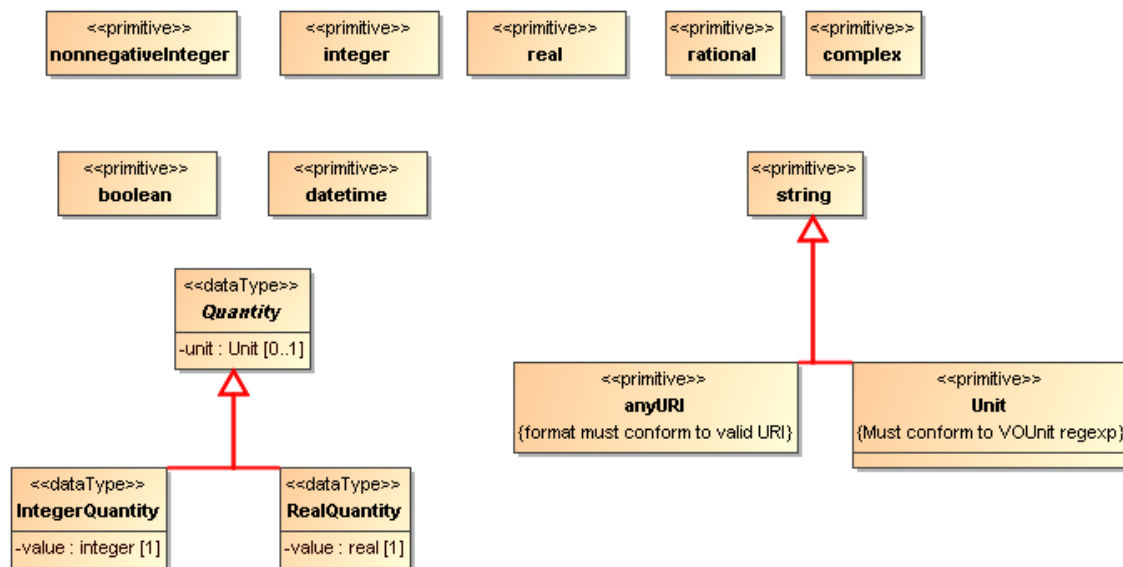 <<primitive>>
nonnegativeInteger
<<primitive>>
integer
<<primitive>>
real
<<primitive>>
rational
<<primitive>>
complex
<<primitive>>
boolean
<<primitive>>
datetime
<<primitive>>
string
<<dataType>>
Quantity
-unit : Unit [0..1]
<<primitive>>
anyURI
{format must conform to valid URI}
<<primitive>>
Unit
{Must conform to VOUnit regexp}
<<dataType>>
IntegerQuantity
-value : integer [1]
<<dataType>>
RealQuantity
-value : real [1]